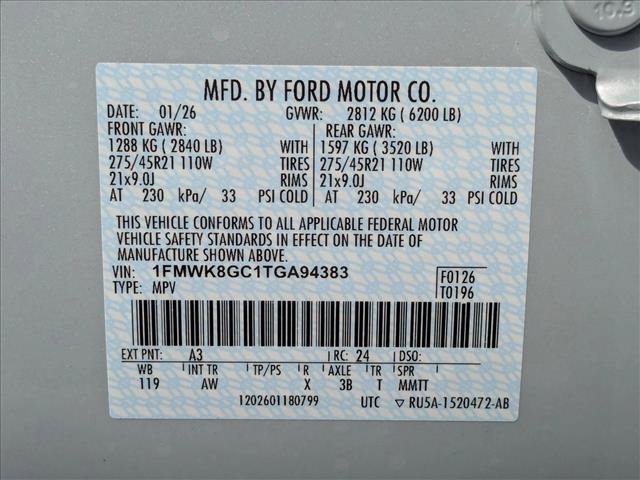 10.9
MFD. BY FORD MOTOR CO.
DATE: 01/26 GVWR: 2812 KG ( 6200 LB)
FRONT GAWR: REAR GAWR:
1288 KG ( 2840 LB) WITH 1597 KG ( 3520 LB) WITH
275/45R21 110W TIRES 275/45R21 110W TIRES
21x9.0J RIMS 21x9.0J RIMS
AT 230 kPa/ 33 PSI COLD AT 230 kPa/ 33 PSI COLD
THIS VEHICLE CONFORMS TO ALL APPLICABLE FEDERAL MOTOR
VEHICLE SAFETY STANDARDS IN EFFECT ON THE DATE OF
MANUFACTURE SHOWN ABOVE.
VIN: 1FMWK8GC1TGA94383 F0126
TYPE: MPV T0196
EXT PNT: A3 RC: 24 DSO:
WB INT TR TP/PS R AXLE TR SPR
119 AW X 3B T MMTT
1202601180799 UTC ▽ RU5A-1520472-AB